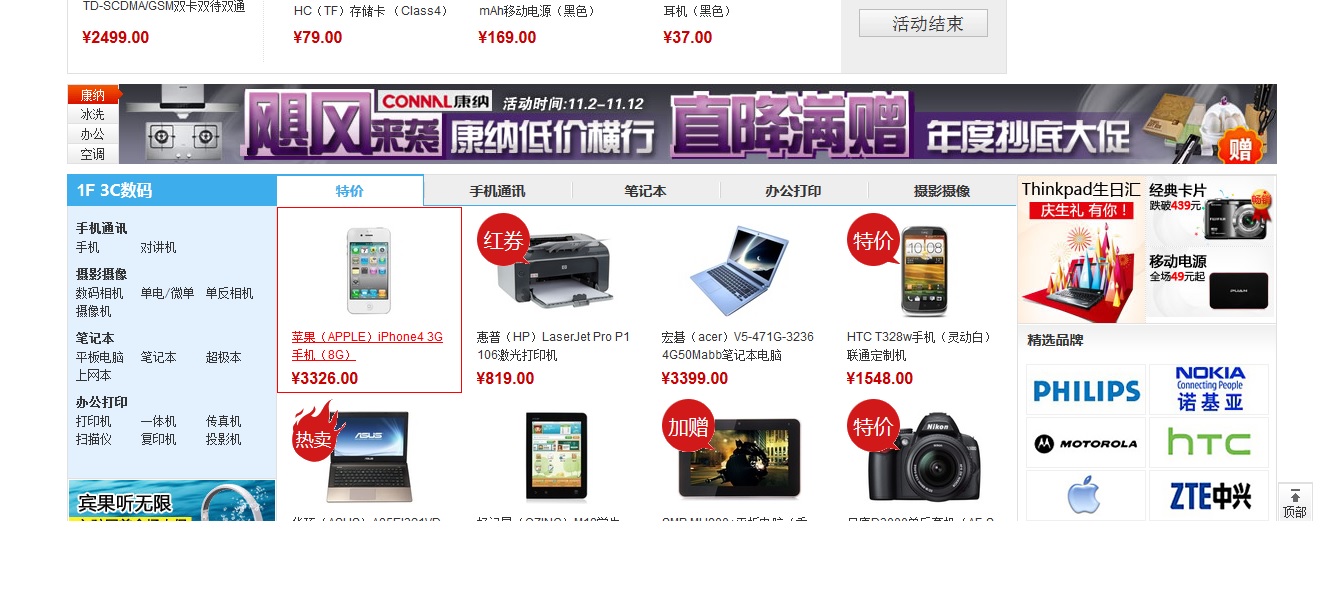 TD-SCDMA/GSM双卡双待双通
¥2499.00
HC（TF）存储卡 （Class4）
¥79.00
mAh移动电源（黑色）
¥169.00
耳机（黑色）
¥37.00
活动结束
康纳
冰洗
办公
空调
飓风来袭
CONNAL康纳 活动时间:11.2-11.12
康纳低价横行
直降满赠
年度抄底大促
赠
1F 3C数码
特价
手机通讯
笔记本
办公打印
摄影摄像
手机通讯
手机 对讲机
摄影摄像
数码相机 单电/微单 单反相机
摄像机
笔记本
平板电脑 笔记本 超极本
上网本
办公打印
打印机 一体机 传真机
扫描仪 复印机 投影机
宾果听无限
苹果（APPLE）iPhone4 3G
手机（8G）
¥3326.00
红券
惠普（HP）LaserJet Pro P1
106激光打印机
¥819.00
宏碁（acer）V5-471G-3236
4G50Mabb笔记本电脑
¥3399.00
特价
HTC T328w手机（灵动白）
联通定制机
¥1548.00
热卖
ASUS
加赠
特价
Nikon
Thinkpad生日汇
庆生礼 有你！
经典卡片
跌破439元
移动电源
全场49元起
精选品牌
PHILIPS
NOKIA
Connecting People
诺基亚
MOTOROLA
hTC
ZTE中兴
顶部